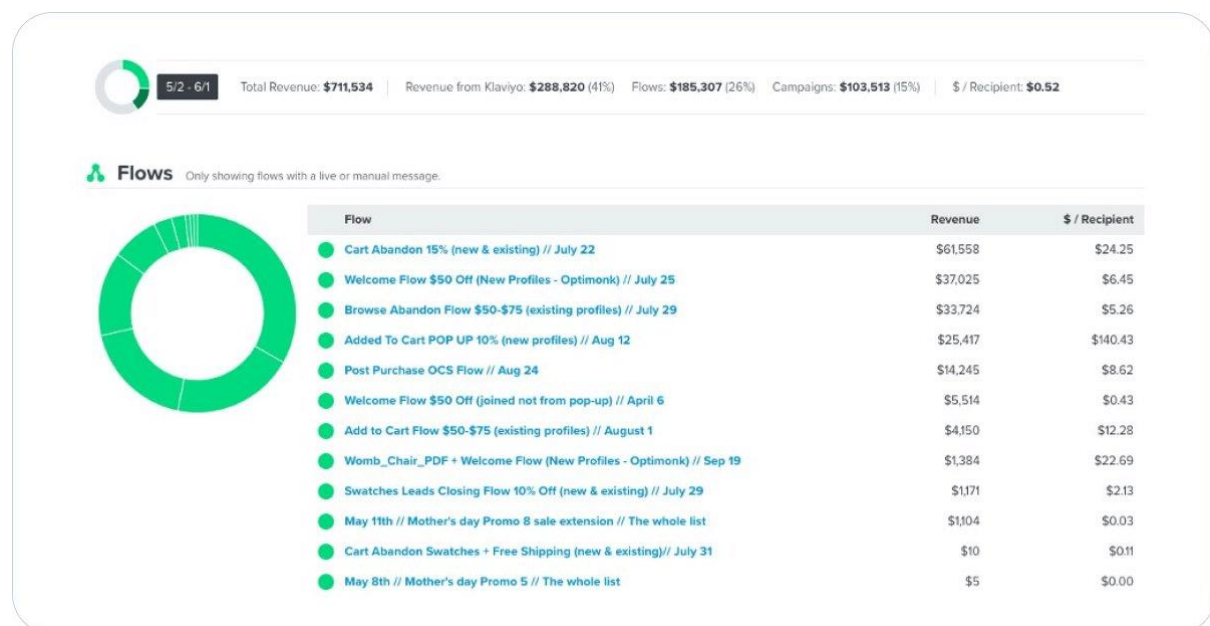 5/2 - 6/1 Total Revenue: $711,534 Revenue from Klaviyo: $288,820 (41%) Flows: $185,307 (26%) Campaigns: $103,513 (15%) $ / Recipient: $0.52
Flows Only showing flows with a live or manual message.
Flow Revenue $ / Recipient
Cart Abandon 15% (new & existing) // July 22 $61,558 $24.25
Welcome Flow $50 Off (New Profiles - Optimonk) // July 25 $37,025 $6.45
Browse Abandon Flow $50-$75 (existing profiles) // July 29 $33,724 $5.26
Added To Cart POP UP 10% (new profiles) // Aug 12 $25,417 $140.43
Post Purchase OCS Flow // Aug 24 $14,245 $8.62
Welcome Flow $50 Off (joined not from pop-up) // April 6 $5,514 $0.43
Add to Cart Flow $50-$75 (existing profiles) // August 1 $4,150 $12.28
Womb_Chair_PDF + Welcome Flow (New Profiles - Optimonk) // Sep 19 $1,384 $22.69
Swatches Leads Closing Flow 10% Off (new & existing) // July 29 $1,171 $2.13
May 11th // Mother's day Promo 8 sale extension // The whole list $1,104 $0.03
Cart Abandon Swatches + Free Shipping (new & existing)// July 31 $10 $0.11
May 8th // Mother's day Promo 5 // The whole list $5 $0.00